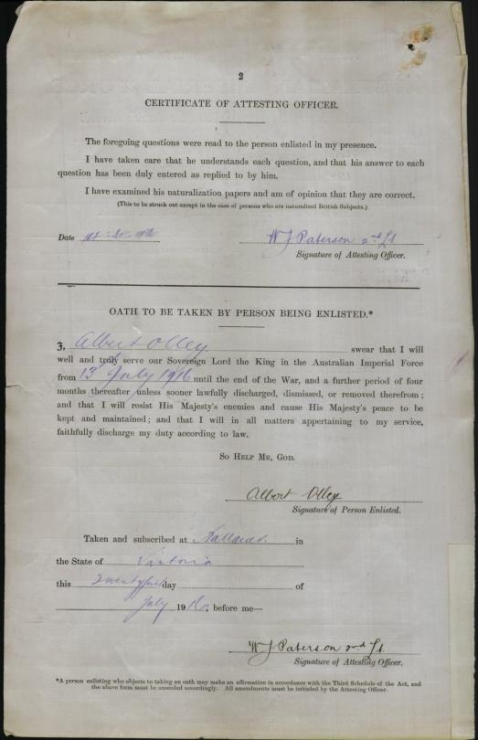 2
CERTIFICATE OF ATTESTING OFFICER.
The foregoing questions were read to the person enlisted in my presence.
I have taken care that he understands each question, and that his answer to each
question has been duly entered as replied to by him.
I have examined his naturalization papers and am of opinion that they are correct.
(This to be struck out except in the case of persons who are naturalized British Subjects.)
Date W J Paterson 2nd Lt
Signature of Attesting Officer.
OATH TO BE TAKEN BY PERSON BEING ENLISTED.*
3, Albert Olley swear that I will
well and truly serve our Sovereign Lord the King in the Australian Imperial Force
from 13 July 1916 until the end of the War, and a further period of four
months thereafter unless sooner lawfully discharged, dismissed, or removed therefrom;
and that I will resist His Majesty's enemies and cause His Majesty's peace to
be kept and maintained; and that I will in all matters appertaining to my service,
faithfully discharge my duty according to law.
SO HELP ME, GOD.
Albert Olley
Signature of Person Enlisted.
Taken and subscribed at Ballarat in
the State of Victoria
this day of
July 1916, before me—
W J Paterson 2nd Lt
Signature of Attesting Officer.
*A person enlisting who objects to taking an oath may make an affirmation in accordance with the Third Schedule of the Act, and
the above form must be amended accordingly. All amendments must be initialed by the Attesting Officer.